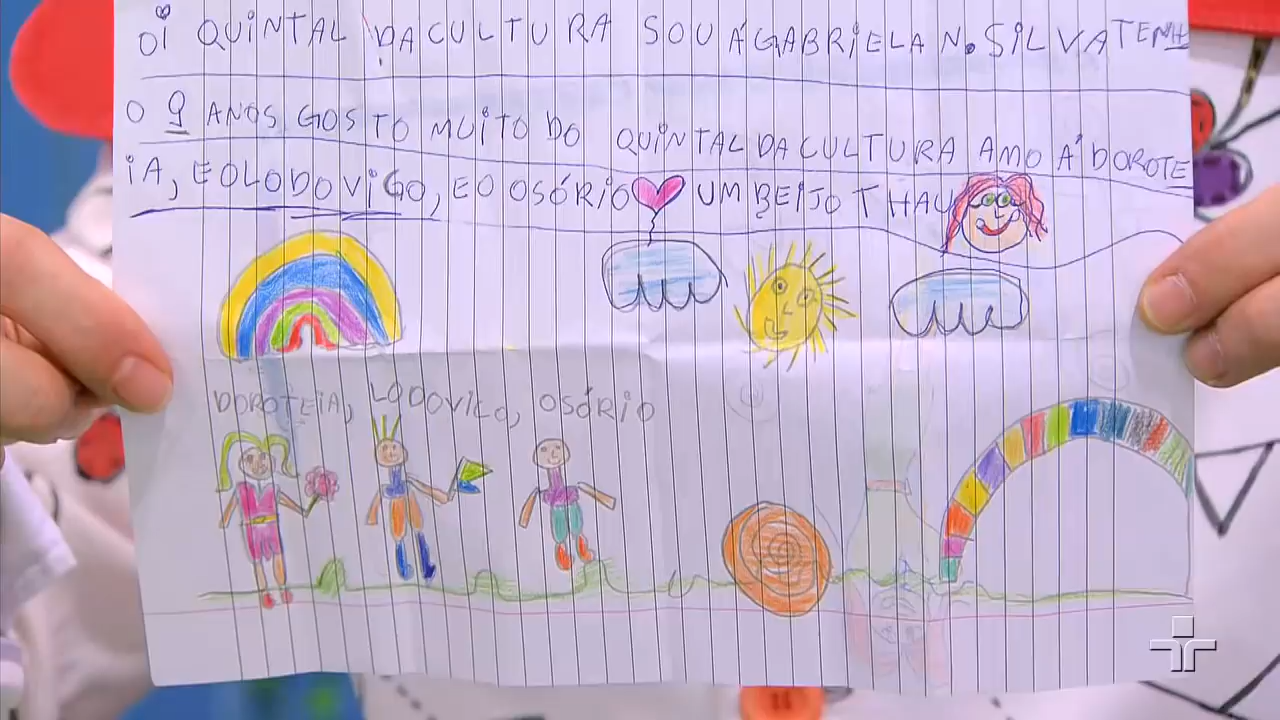 Oi QUINTAL DA CULTURA SOU Á GABRIELA N. SILVA TENH
O 9 ANOS GOSTO MUITO DO QUINTAL DA CULTURA AMO Á DOROTE
IA, E O LODOVIGO, E O OSÓRIO UM BEIJO THAU
DOROTEIA, LODOVICO, OSÓRIO